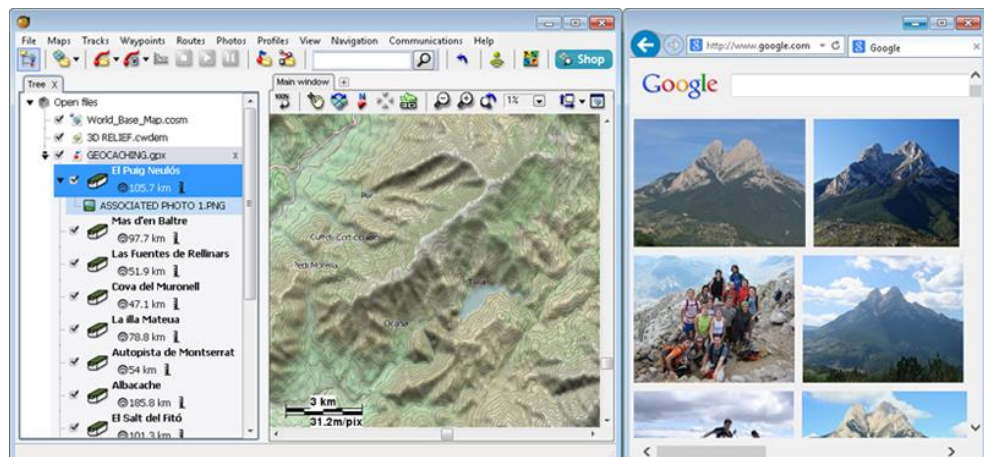 File Maps Tracks Waypoints Routes Photos Profiles View Navigation Communications Help
Shop
Tree X
Open files
World_Base_Map.cosm
3D RELIEF.cwdem
GEOCACHING.gpx x
El Puig Neulós
105.7 km
ASSOCIATED PHOTO 1.PNG
Mas d'en Baltre
97.7 km
Las Fuentes de Rellinars
51.9 km
Cova del Muronell
47.1 km
La illa Mateua
78.8 km
Autopista de Montserrat
54 km
Albacache
185.8 km
El Salt del Fitó
101.3 km
Main window
100%
1%
Ocaña
3 km
31.2m/pix
http://www.google.com
Google
Google